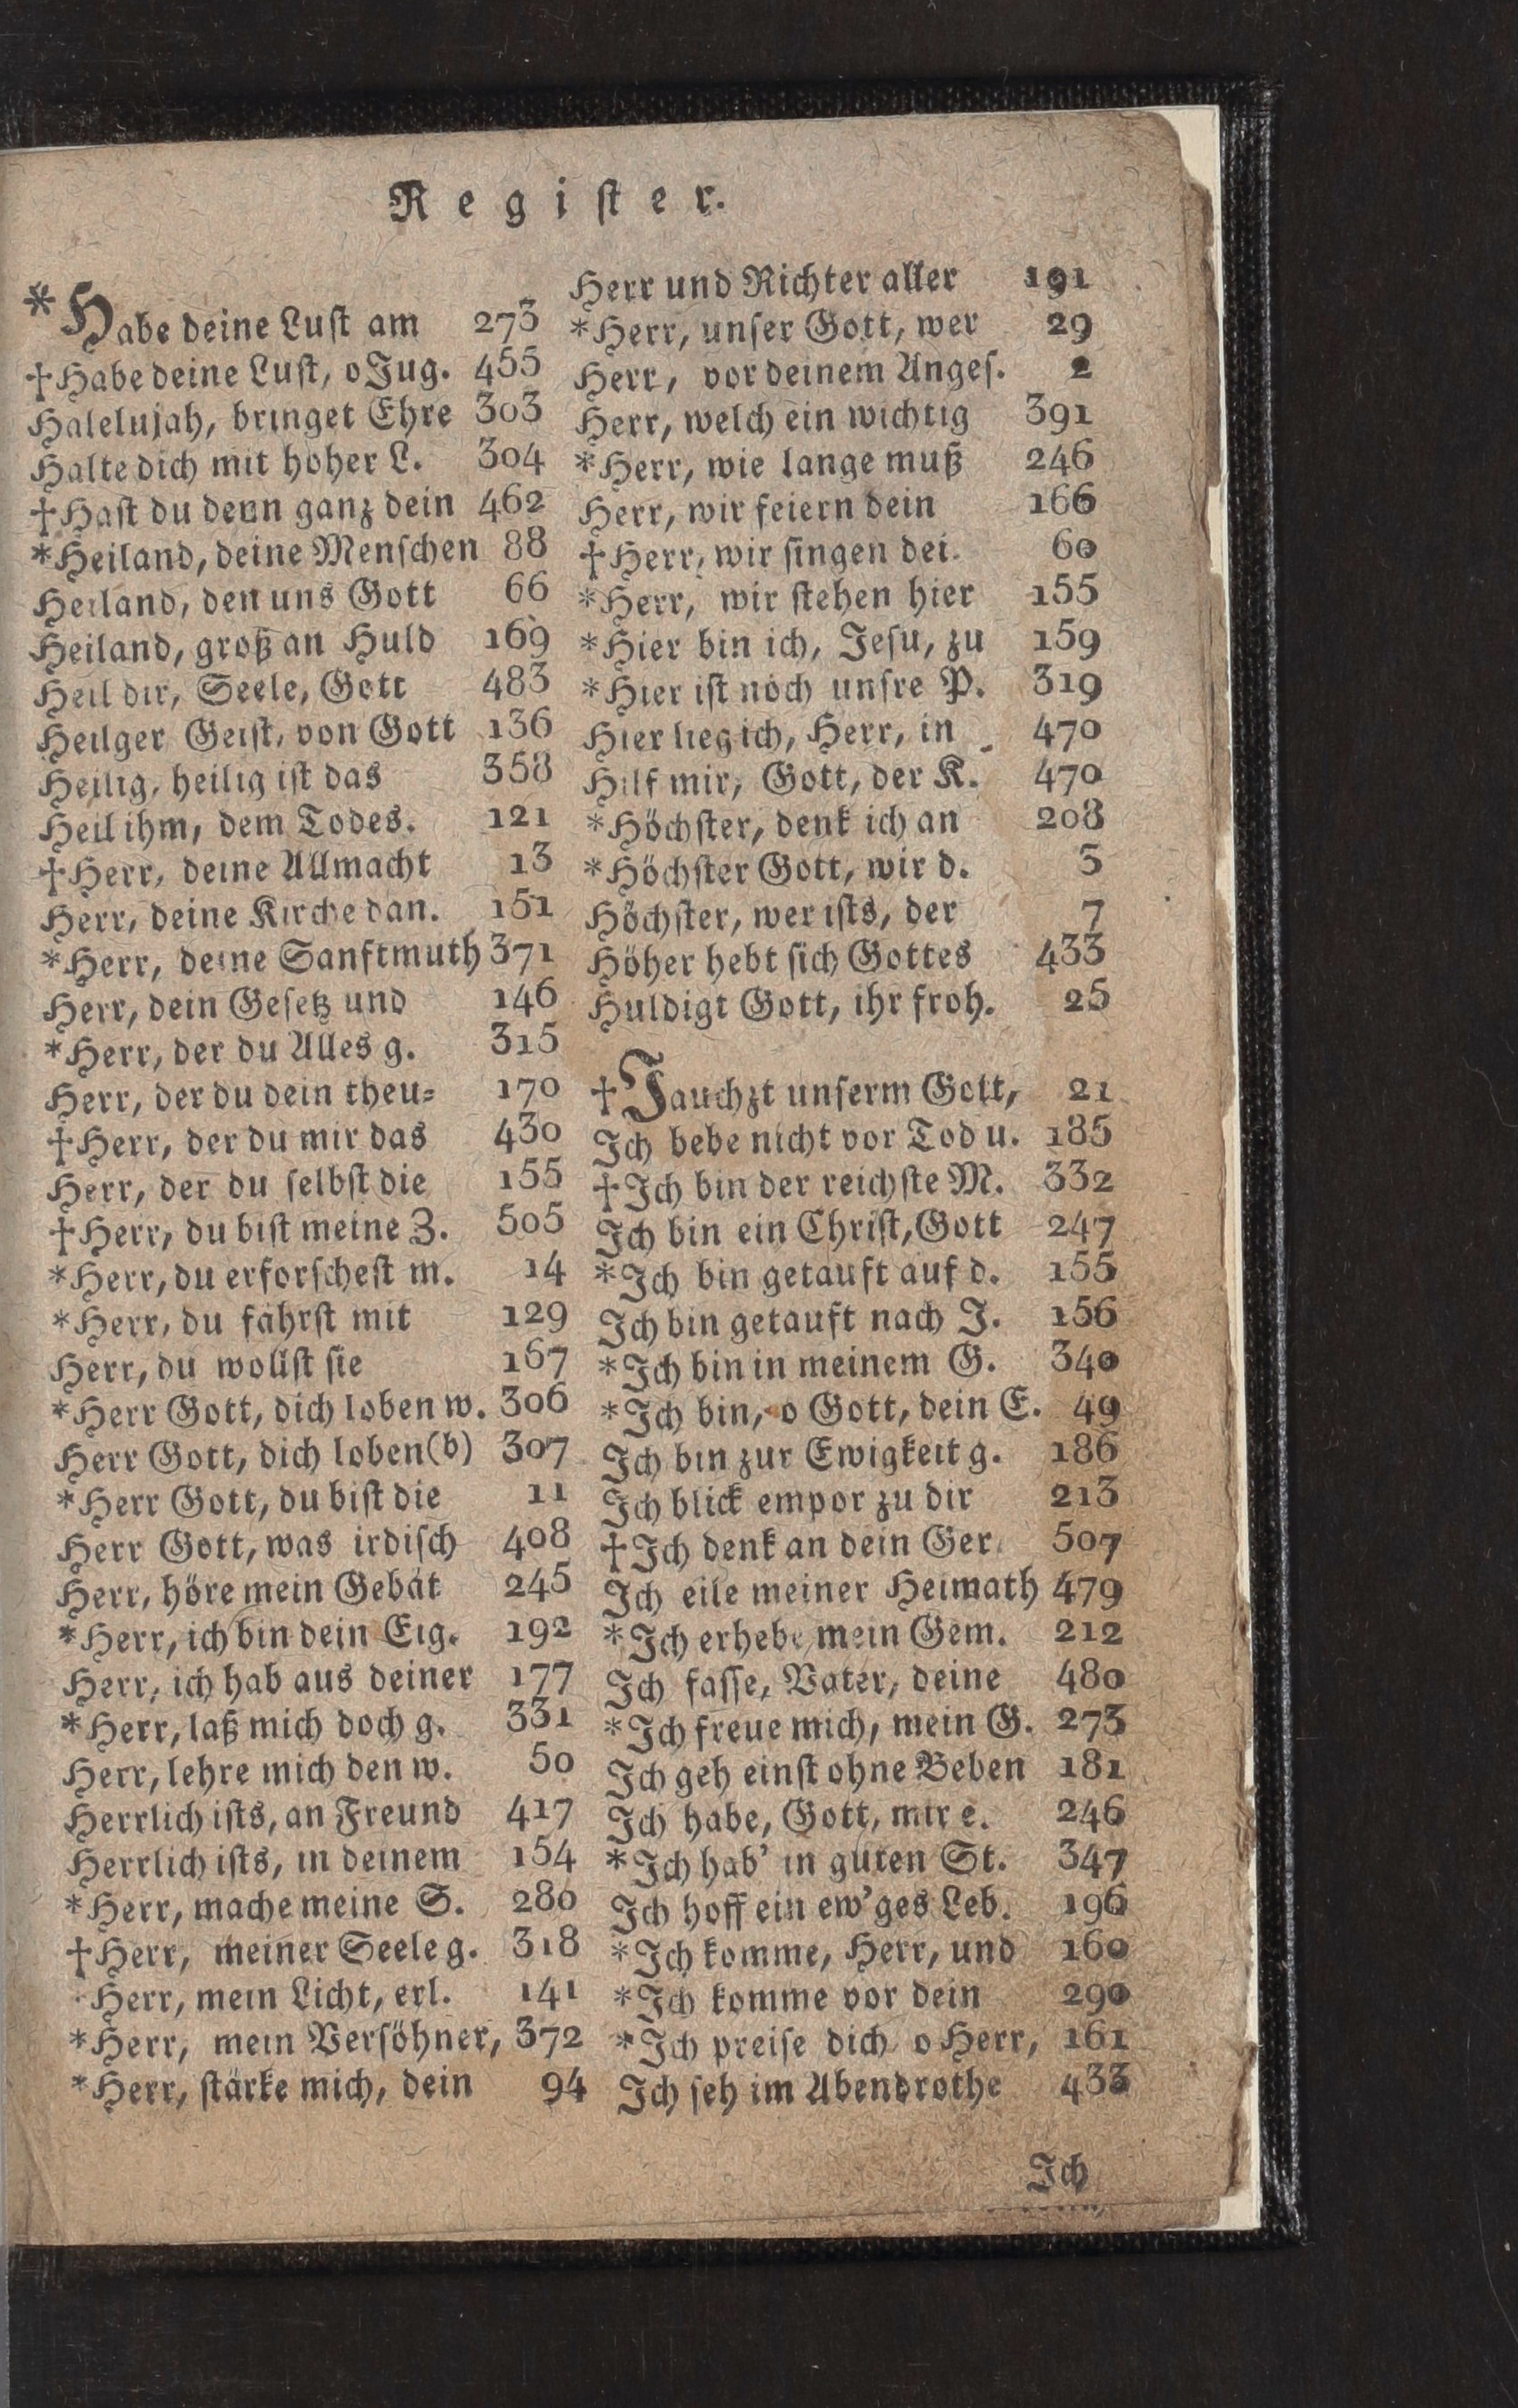 Regiſter.
*Habe deine Luſt am 273
†Habe deine Luſt, o Jug. 455
Halelujah, bringet Ehre 303
Halte dich mit hoher L. 304
†Haſt du denn ganz dein 462
*Heiland, deine Menſchen 88
Heiland, den uns Gott 66
Heiland, groß an Huld 169
Heil dir, Seele, Gott 483
Heilger Geiſt, von Gott 136
Heilig, heilig iſt das 358
Heil ihm, dem Todes. 121
†Herr, deine Allmacht 13
Herr, deine Kirche dan. 151
*Herr, deine Sanftmuth 371
Herr, dein Geſetz und 146
*Herr, der du Alles g. 315
Herr, der du dein theu⸗ 170
†Herr, der du mir das 430
Herr, der du ſelbſt die 155
†Herr, du biſt meine Z. 505
*Herr, du erforſcheſt m. 14
*Herr, du fährſt mit 129
Herr, du wollſt ſie 167
*Herr Gott, dich loben w. 306
Herr Gott, dich loben(b) 307
*Herr Gott, du biſt die 11
Herr Gott, was irdiſch 408
Herr, höre mein Gebät 245
*Herr, ich bin dein Eig. 192
Herr, ich hab aus deiner 177
*Herr, laß mich doch g. 331
Herr, lehre mich den w. 50
Herrlich iſts, an Freund 417
Herrlich iſts, in deinem 154
*Herr, mache meine S. 280
†Herr, meiner Seele g. 318
Herr, mein Licht, erl. 141
*Herr, mein Verſöhner, 372
*Herr, ſtärke mich, dein 94
Herr und Richter aller 191
*Herr, unſer Gott, wer 29
Herr, vor deinem Angeſ. 2
Herr, welch ein wichtig 391
*Herr, wie lange muß 246
Herr, wir feiern dein 166
†Herr, wir ſingen dei. 60
*Herr, wir ſtehen hier 155
*Hier bin ich, Jeſu, zu 159
*Hier iſt noch unſre P. 319
Hier lieg ich, Herr, in 470
Hilf mir, Gott, der K. 470
*Höchſter, denk ich an 208
*Höchſter Gott, wir d. 3
Höchſter, wer iſts, der 7
Höher hebt ſich Gottes 433
Huldigt Gott, ihr froh. 25
†Jauchzt unſerm Gott, 21
Ich bebe nicht vor Tod u. 185
†Ich bin der reichſte M. 332
Ich bin ein Chriſt, Gott 247
*Ich bin getauft auf d. 155
Ich bin getauft nach J. 156
*Ich bin in meinem G. 340
*Ich bin, o Gott, dein E. 49
Ich bin zur Ewigkeit g. 186
Ich blick empor zu dir 213
†Ich denk an dein Ger. 507
Ich eile meiner Heimath 479
*Ich erhebe mein Gem. 212
Ich faſſe, Vater, deine 480
*Ich freue mich, mein G. 273
Ich geh einſt ohne Beben 181
Ich habe, Gott, mir e. 246
*Ich hab' in guten St. 347
Ich hoff ein ew'ges Leb. 196
*Ich komme, Herr, und 160
*Ich komme vor dein 290
*Ich preiſe dich o Herr, 161
Ich ſeh im Abendrothe 433
Ich